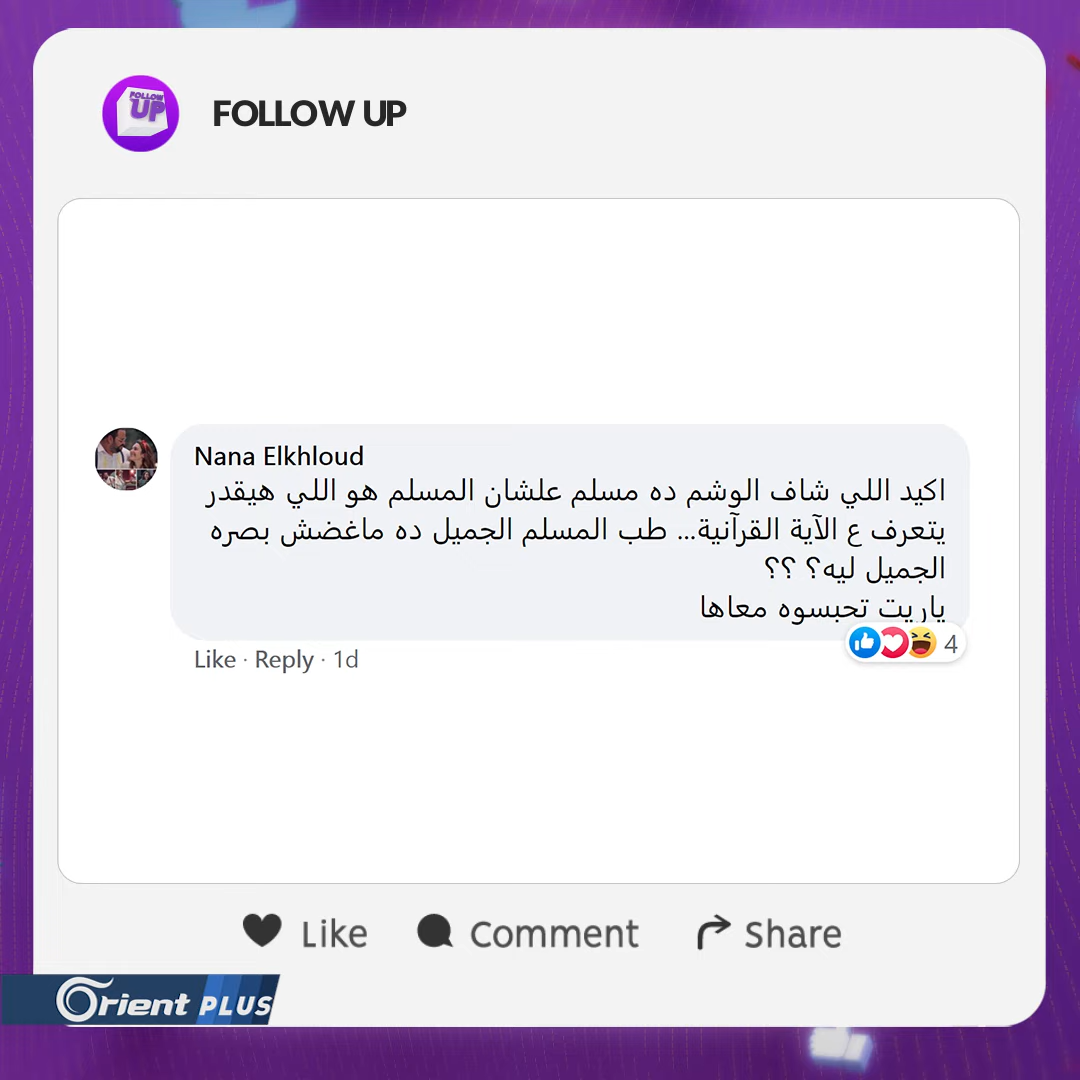 FOLLOW UP
FOLLOW UP
Nana Elkhloud
اكيد اللي شاف الوشم ده مسلم علشان المسلم هو اللي هيقدر
يتعرف ع الآية القرآنية... طب المسلم الجميل ده ماغضش بصره
الجميل ليه؟ ؟؟
ياريت تحبسوه معاها
Like · Reply · 1d
4
Like Comment Share
Orient PLUS